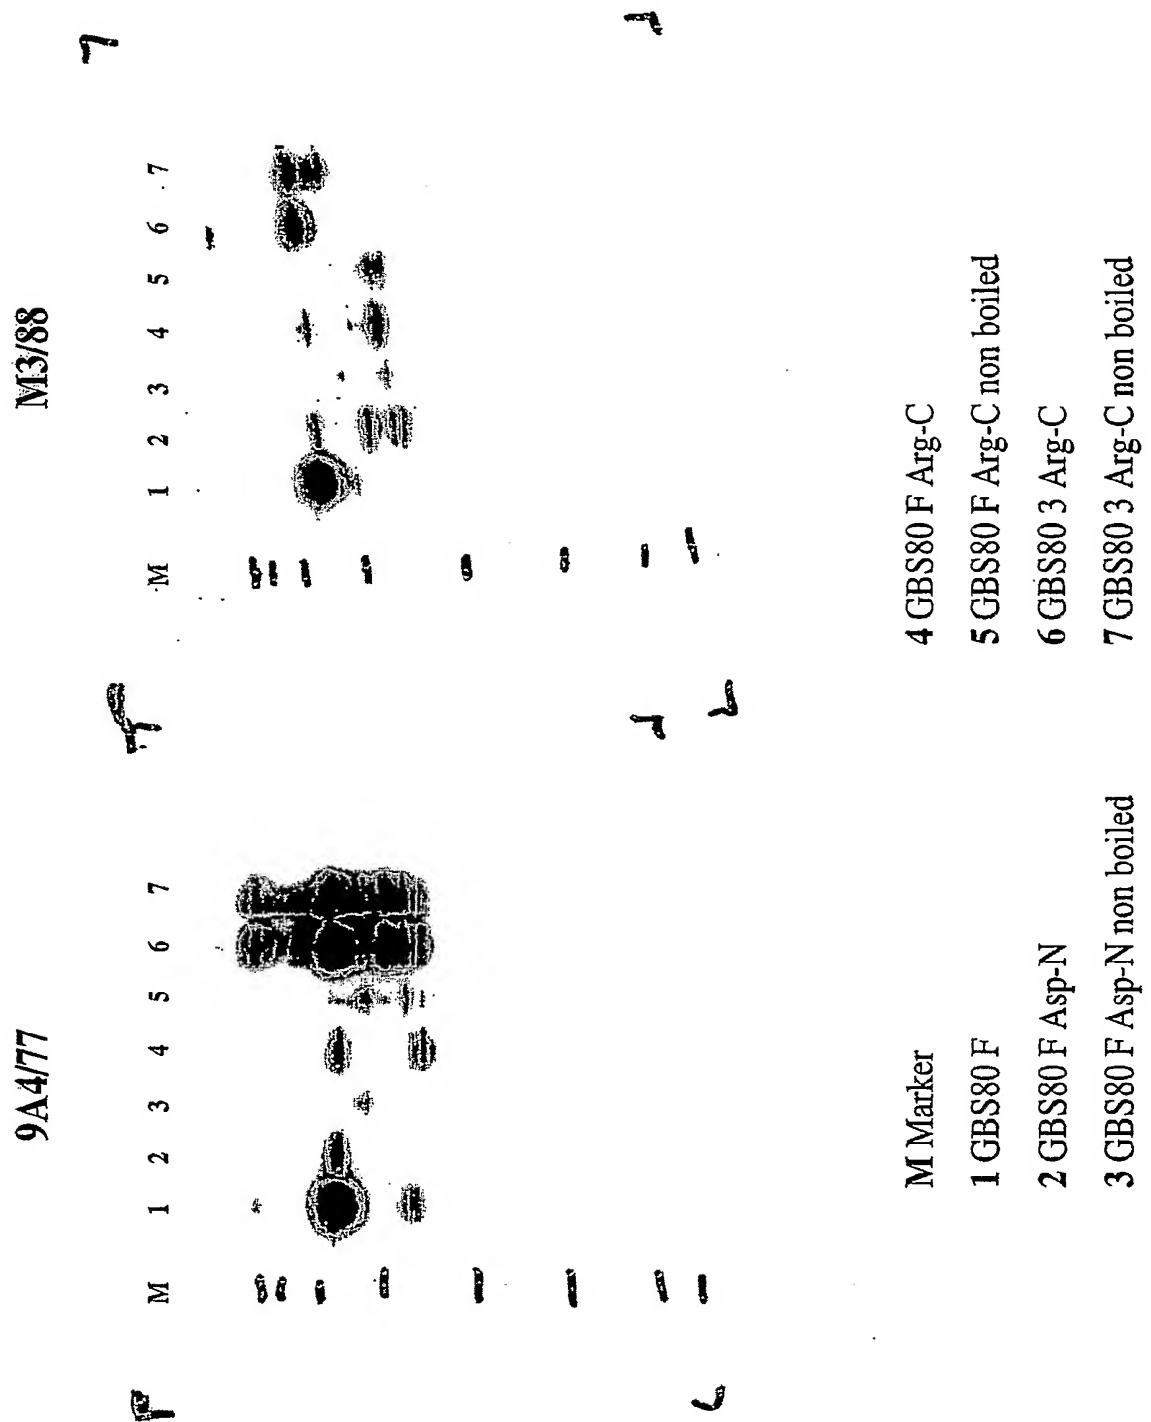 9A4/77
M 1 2 3 4 5 6 7
M3/88
M 1 2 3 4 5 6 7
M Marker
1 GBS80 F
2 GBS80 F Asp-N
3 GBS80 F Asp-N non boiled
4 GBS80 F Arg-C
5 GBS80 F Arg-C non boiled
6 GBS80 3 Arg-C
7 GBS80 3 Arg-C non boiled